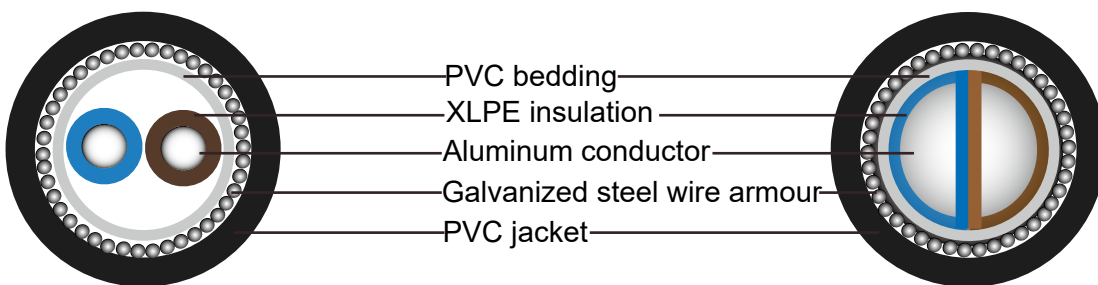 PVC bedding
XLPE insulation
Aluminum conductor
Galvanized steel wire armour
PVC jacket